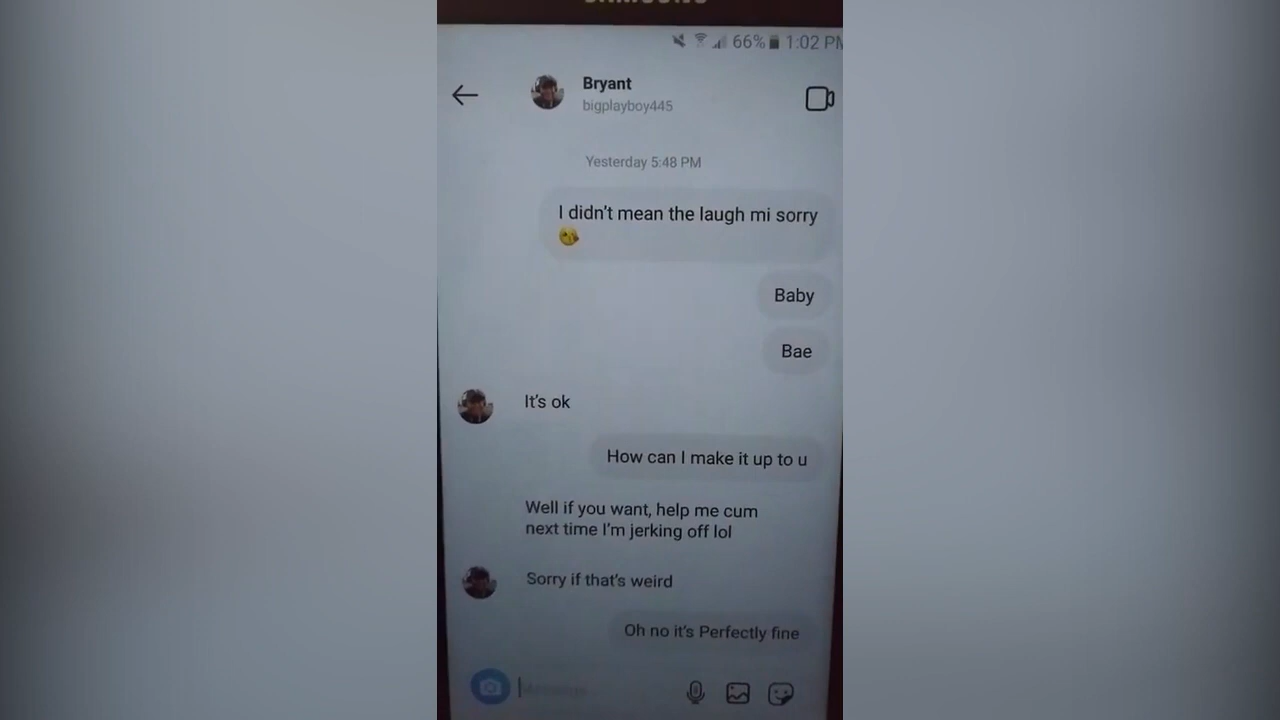 SAMSUNG
66% 1:02 PM
Bryant
bigplayboy445
Yesterday 5:48 PM
I didn't mean the laugh mi sorry
Baby
Bae
It's ok
How can I make it up to u
Well if you want, help me cum
next time I'm jerking off lol
Sorry if that's weird
Oh no it's Perfectly fine
Message...